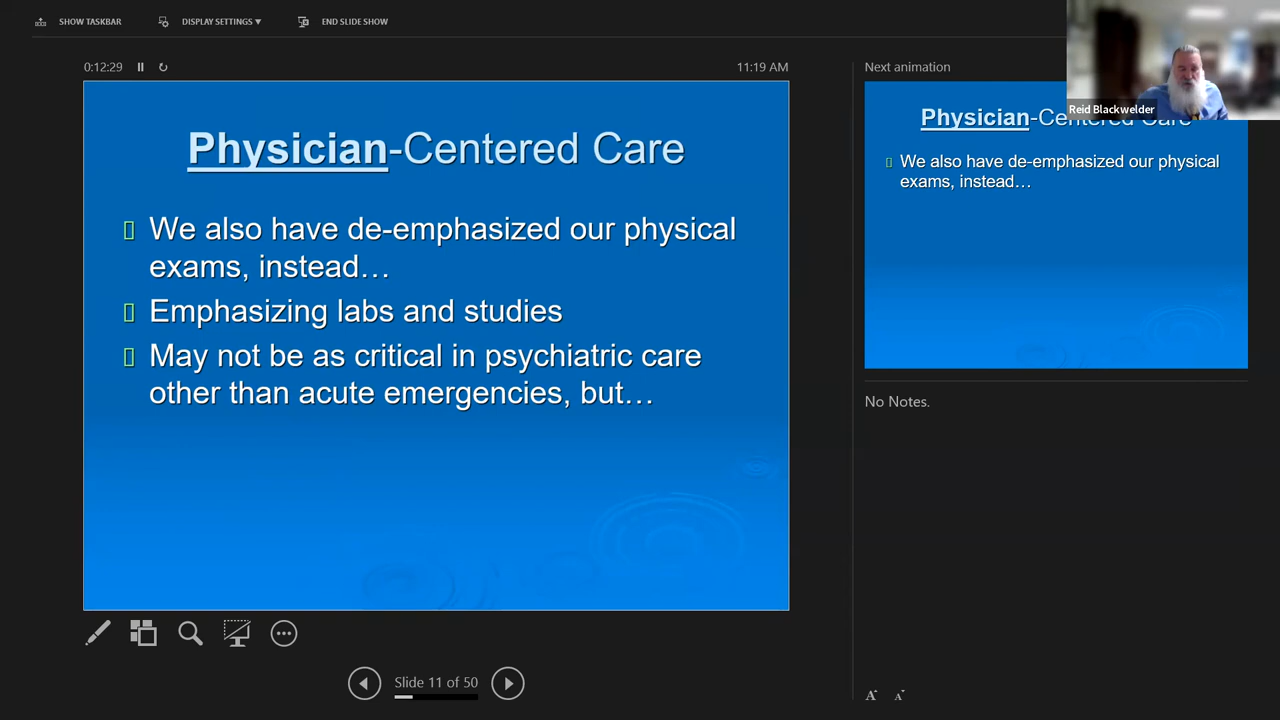 SHOW TASKBAR
DISPLAY SETTINGS ▼
END SLIDE SHOW
0:12:29
11:19 AM
Physician-Centered Care
We also have de-emphasized our physical
exams, instead…
Emphasizing labs and studies
May not be as critical in psychiatric care
other than acute emergencies, but…
Slide 11 of 50
Next animation
Reid Blackwelder
Physician-Centered Care
We also have de-emphasized our physical
exams, instead…
No Notes.
A A